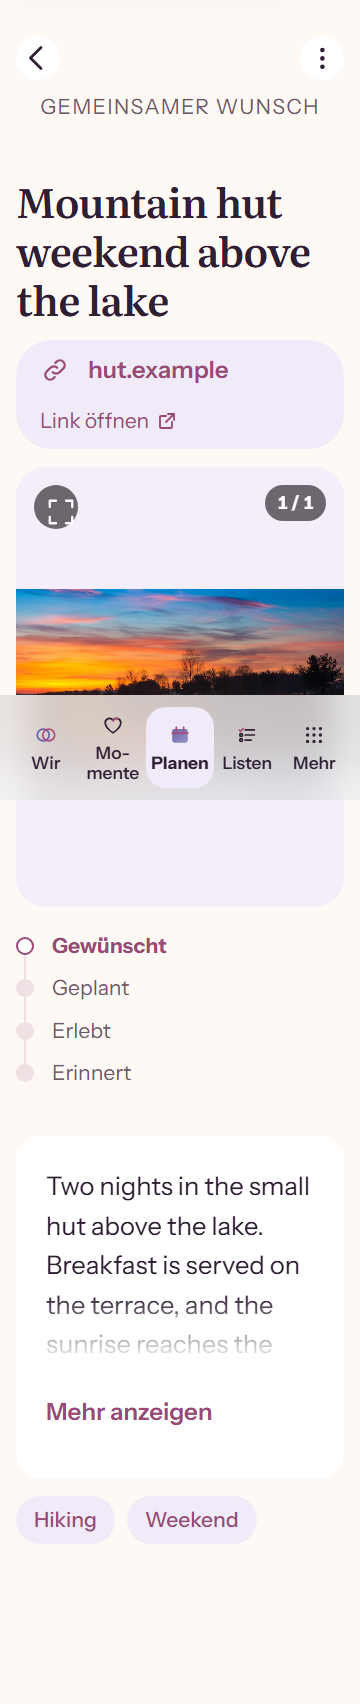 GEMEINSAMER WUNSCH
Mountain hut
weekend above
the lake
hut.example
Link öffnen
1 / 1
Wir
Mo-
mente
Planen
Listen
Mehr
Gewünscht
Geplant
Erlebt
Erinnert
Two nights in the small
hut above the lake.
Breakfast is served on
the terrace, and the
sunrise reaches the
Mehr anzeigen
Hiking
Weekend